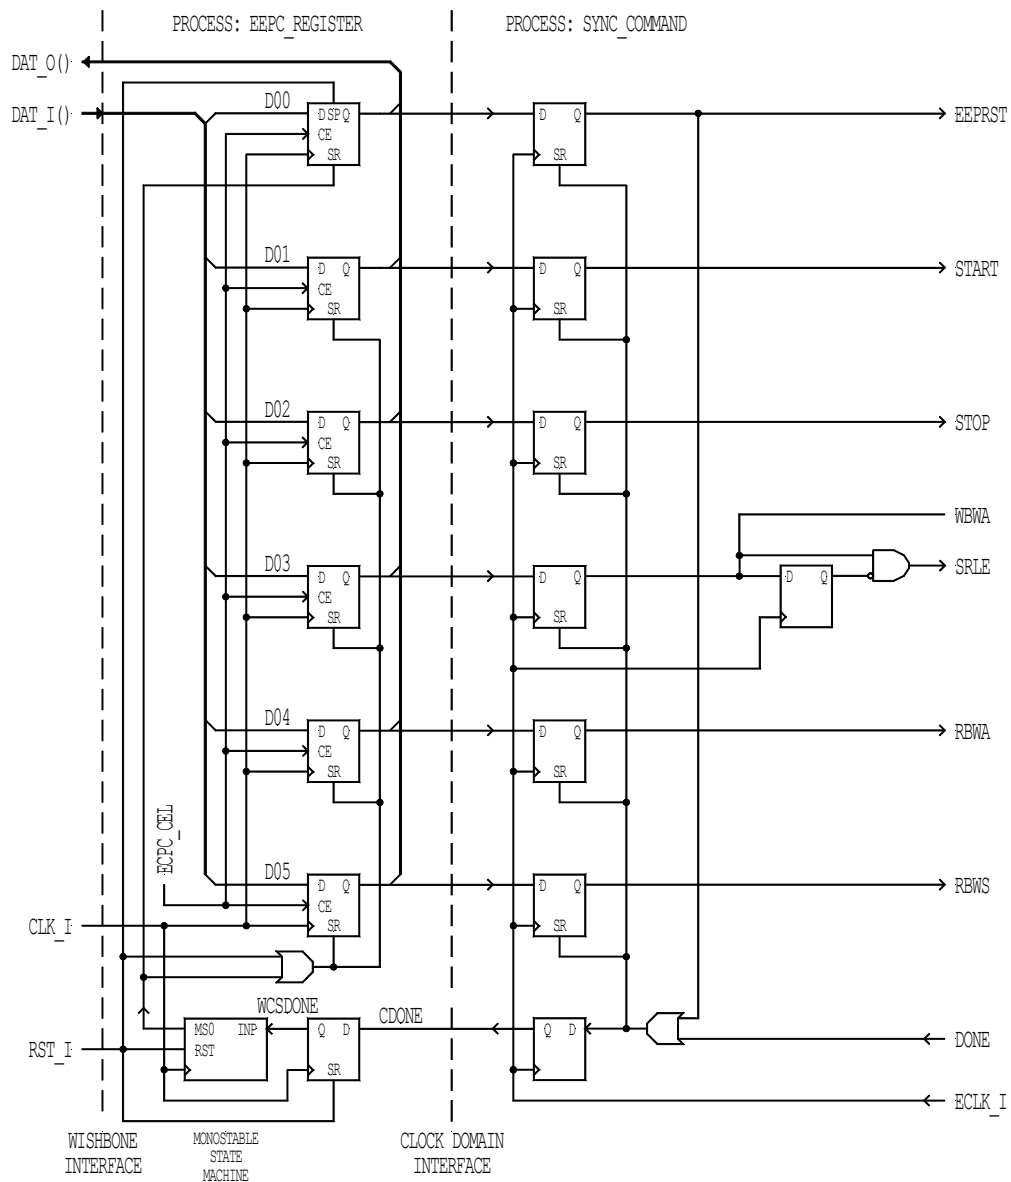 PROCESS: EEPC_REGISTER
PROCESS: SYNC_COMMAND
DAT_O()
DAT_I()
D00
D SP Q
CE
SR
D Q
SR
EEPRST
D01
D Q
CE
SR
D Q
SR
START
D02
D Q
CE
SR
D Q
SR
STOP
WBWA
D03
D Q
CE
SR
D Q
SR
D Q
SRLE
D04
D Q
CE
SR
D Q
SR
RBWA
ECPC_CEL
D05
D Q
CE
SR
D Q
SR
RBWS
CLK_I
WCSDONE
CDONE
MS0 INP
RST
Q D
SR
Q D
DONE
RST_I
ECLK_I
WISHBONE
INTERFACE
MONOSTABLE
STATE
MACHINE
CLOCK DOMAIN
INTERFACE